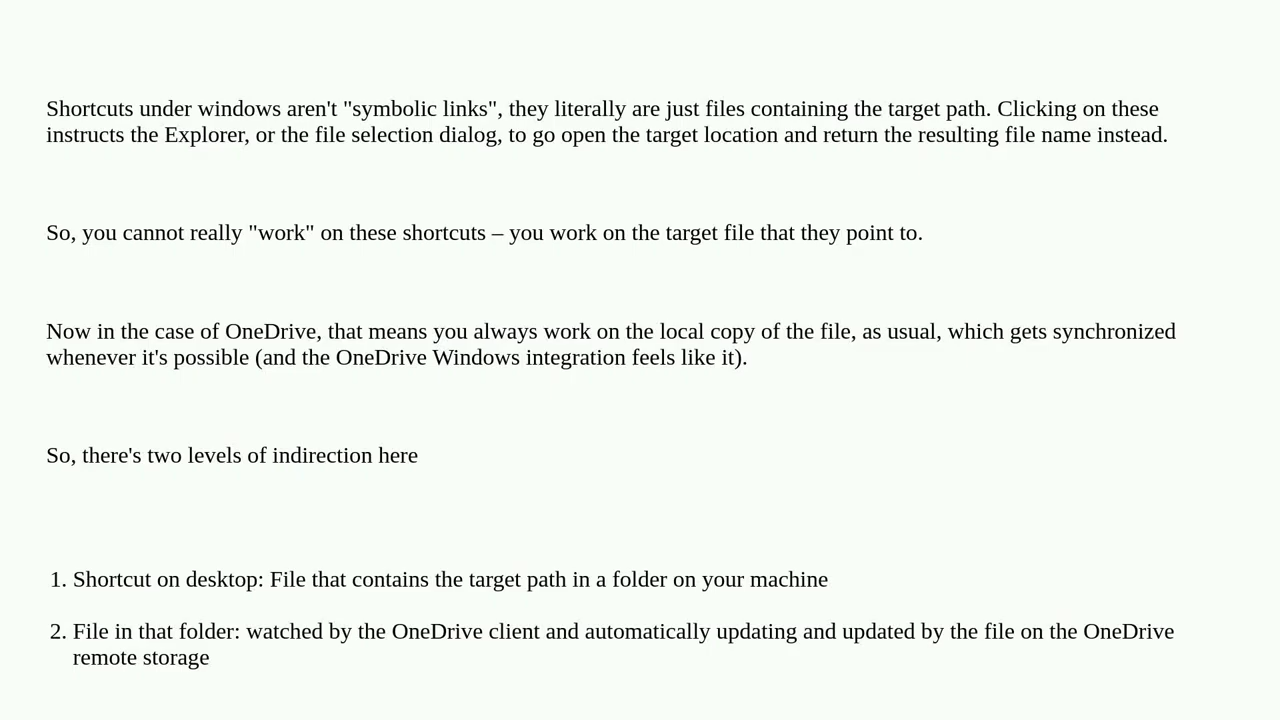 Shortcuts under windows aren't "symbolic links", they literally are just files containing the target path. Clicking on these
instructs the Explorer, or the file selection dialog, to go open the target location and return the resulting file name instead.
So, you cannot really "work" on these shortcuts – you work on the target file that they point to.
Now in the case of OneDrive, that means you always work on the local copy of the file, as usual, which gets synchronized
whenever it's possible (and the OneDrive Windows integration feels like it).
So, there's two levels of indirection here
1. Shortcut on desktop: File that contains the target path in a folder on your machine
2. File in that folder: watched by the OneDrive client and automatically updating and updated by the file on the OneDrive
remote storage